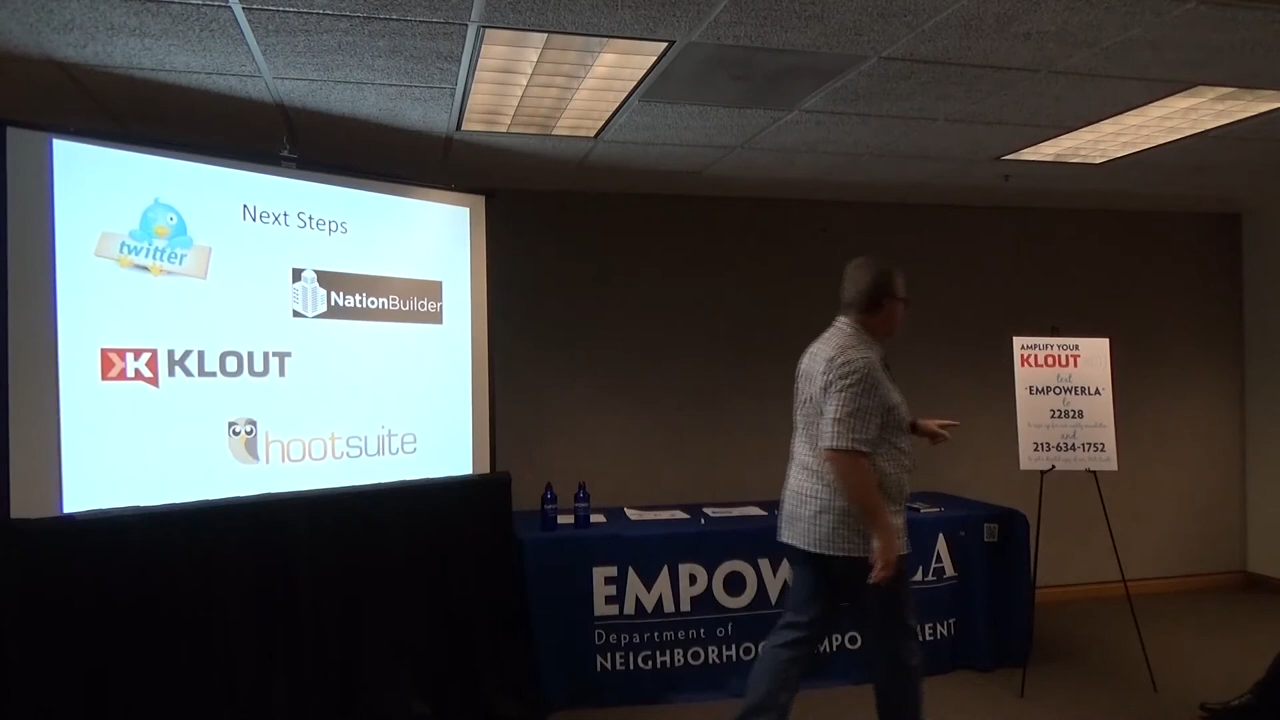 Next Steps
twitter
NationBuilder
KLOUT
hootsuite
AMPLIFY YOUR
KLOUT
text
"EMPOWERLA"
to
22828
and
213-634-1752
EMPOW LA
Department of
NEIGHBORHO MPO MENT